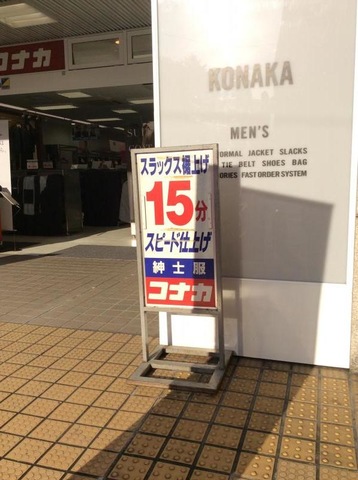 コナカ
KONAKA
MEN'S
ORMAL JACKET SLACKS
TIE BELT SHOES BAG
ORIES FAST ORDER SYSTEM
スラックス裾上げ
15分
スピード仕上げ
紳士服
コナカ